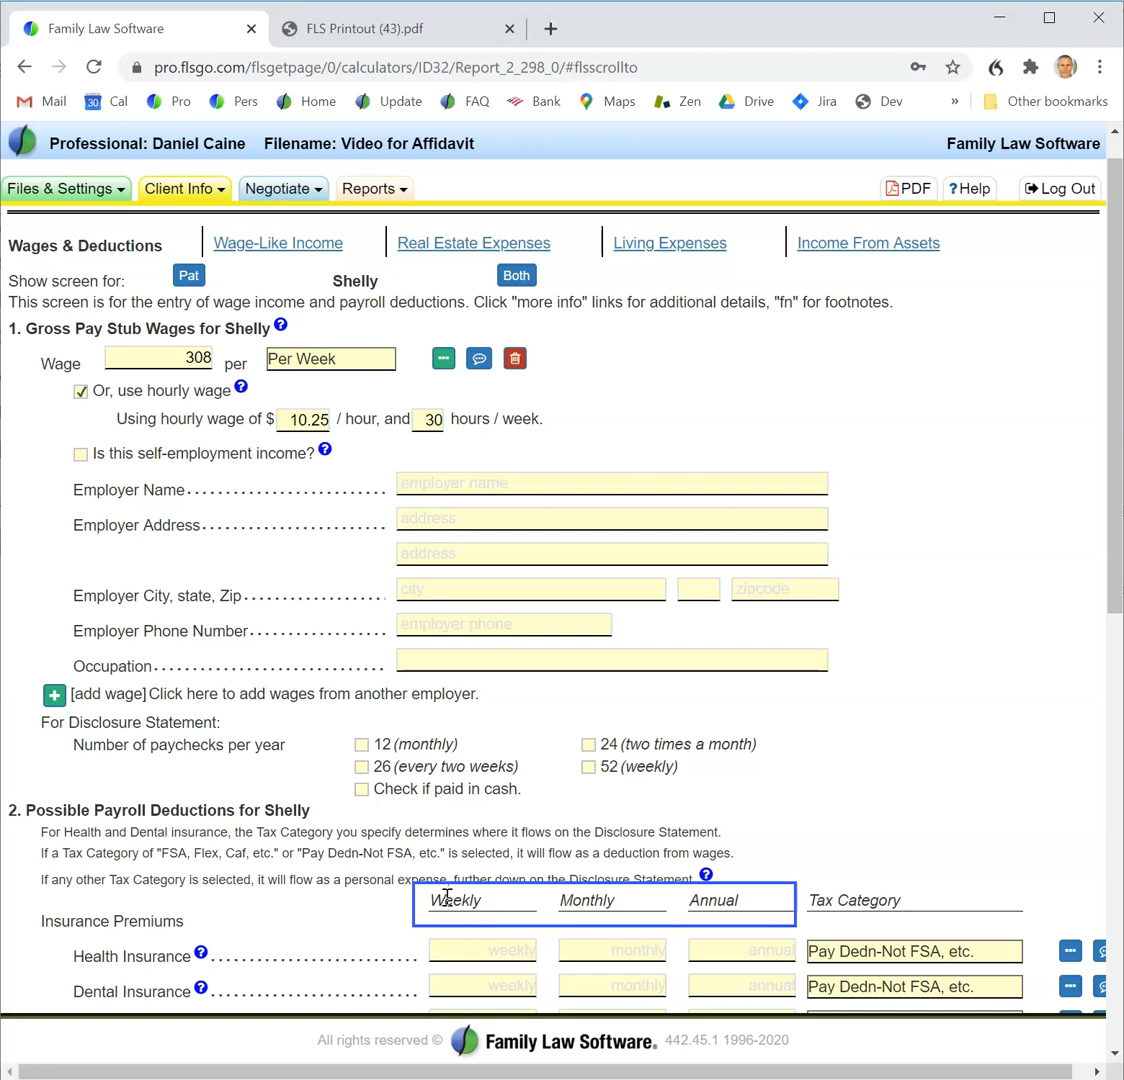 Family Law Software
FLS Printout (43).pdf
pro.flsgo.com/flsgetpage/0/calculators/ID32/Report_2_298_0/#flsscrollto
Mail Cal Pro Pers Home Update FAQ Bank Maps Zen Drive Jira Dev » Other bookmarks
Professional: Daniel Caine Filename: Video for Affidavit Family Law Software
Files & Settings Client Info Negotiate Reports PDF ? Help Log Out
Wages & Deductions Wage-Like Income Real Estate Expenses Living Expenses Income From Assets
Show screen for: Pat Shelly Both
This screen is for the entry of wage income and payroll deductions. Click "more info" links for additional details, "fn" for footnotes.
1. Gross Pay Stub Wages for Shelly ?
Wage 308 per Per Week
Or, use hourly wage ?
Using hourly wage of $ 10.25 / hour, and 30 hours / week.
Is this self-employment income? ?
Employer Name employer name
Employer Address address
address
Employer City, state, Zip city zipcode
Employer Phone Number employer phone
Occupation
[add wage] Click here to add wages from another employer.
For Disclosure Statement:
Number of paychecks per year 12 (monthly) 24 (two times a month)
26 (every two weeks) 52 (weekly)
Check if paid in cash.
2. Possible Payroll Deductions for Shelly
For Health and Dental insurance, the Tax Category you specify determines where it flows on the Disclosure Statement.
If a Tax Category of "FSA, Flex, Caf, etc." or "Pay Dedn-Not FSA, etc." is selected, it will flow as a deduction from wages.
If any other Tax Category is selected, it will flow as a personal expense, further down on the Disclosure Statement. ?
Weekly Monthly Annual Tax Category
Insurance Premiums
Health Insurance ? weekly monthly annual Pay Dedn-Not FSA, etc.
Dental Insurance ? weekly monthly annual Pay Dedn-Not FSA, etc.
All rights reserved © Family Law Software. 442.45.1 1996-2020